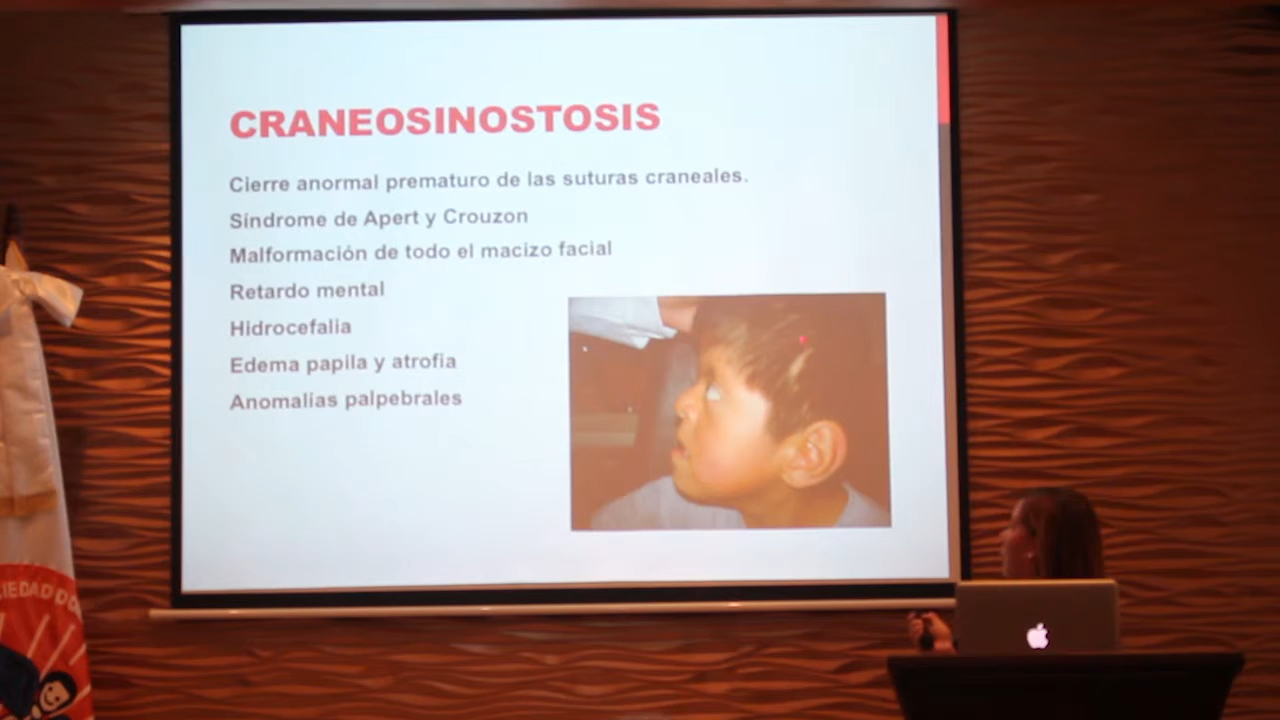 CRANEOSINOSTOSIS
Cierre anormal prematuro de las suturas craneales.
Síndrome de Apert y Crouzon
Malformación de todo el macizo facial
Retardo mental
Hidrocefalia
Edema papila y atrofia
Anomalías palpebrales